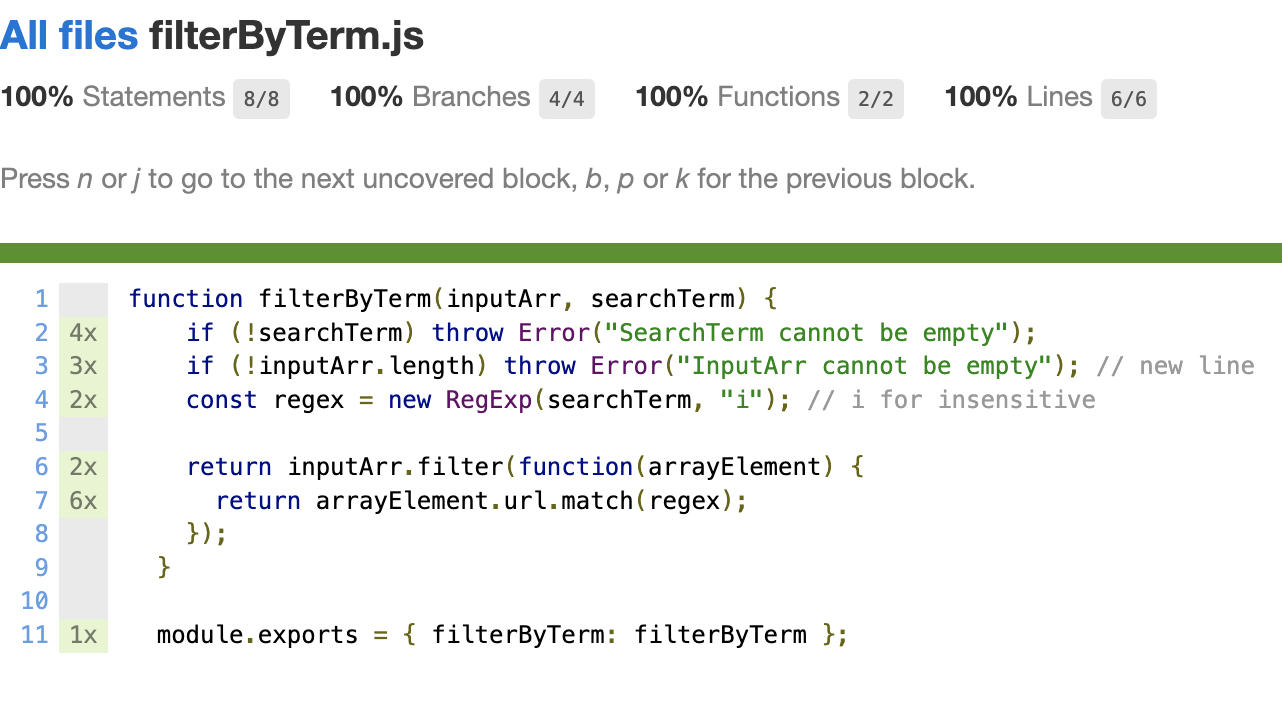 All files filterByTerm.js
100% Statements 8/8 100% Branches 4/4 100% Functions 2/2 100% Lines 6/6
Press n or j to go to the next uncovered block, b, p or k for the previous block.
1 function filterByTerm(inputArr, searchTerm) {
2 4x if (!searchTerm) throw Error("SearchTerm cannot be empty");
3 3x if (!inputArr.length) throw Error("InputArr cannot be empty"); // new line
4 2x const regex = new RegExp(searchTerm, "i"); // i for insensitive
5
6 2x return inputArr.filter(function(arrayElement) {
7 6x return arrayElement.url.match(regex);
8 });
9 }
10
11 1x module.exports = { filterByTerm: filterByTerm };